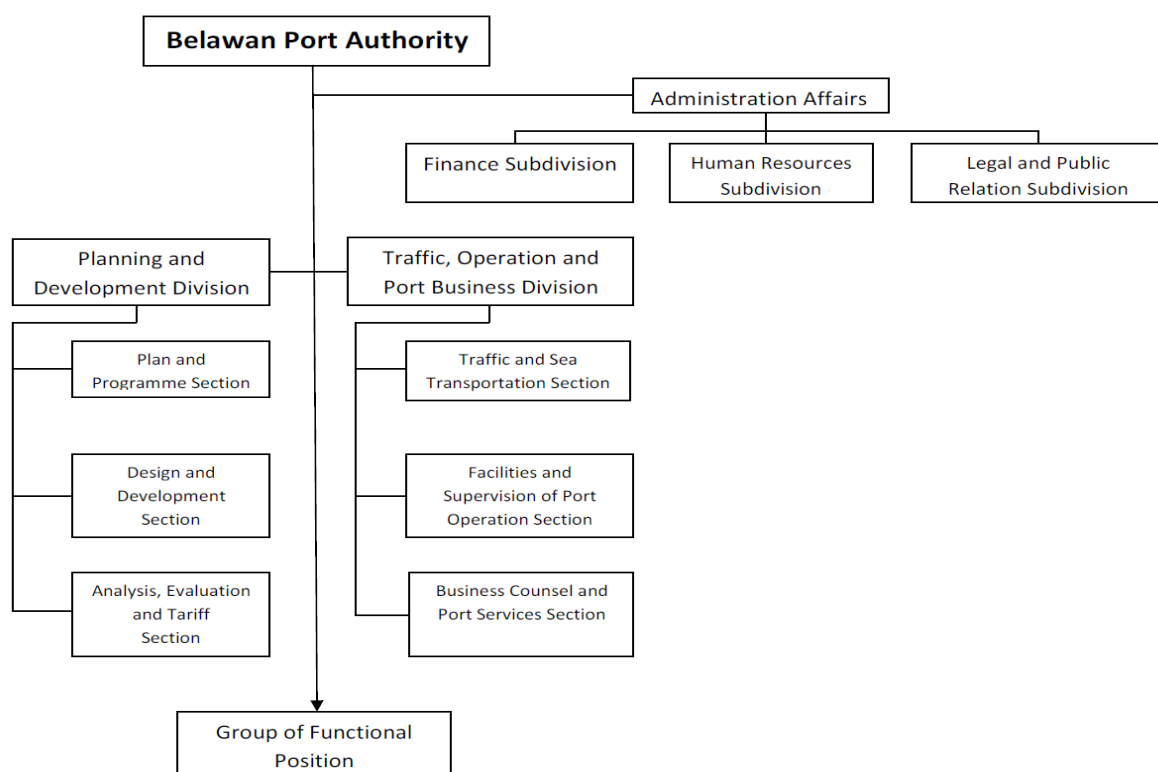 Belawan Port Authority
Administration Affairs
Finance Subdivision
Human Resources
Subdivision
Legal and Public
Relation Subdivision
Planning and
Development Division
Traffic, Operation and
Port Business Division
Plan and
Programme Section
Traffic and Sea
Transportation Section
Design and
Development
Section
Facilities and
Supervision of Port
Operation Section
Analysis, Evaluation
and Tariff
Section
Business Counsel and
Port Services Section
Group of Functional
Position